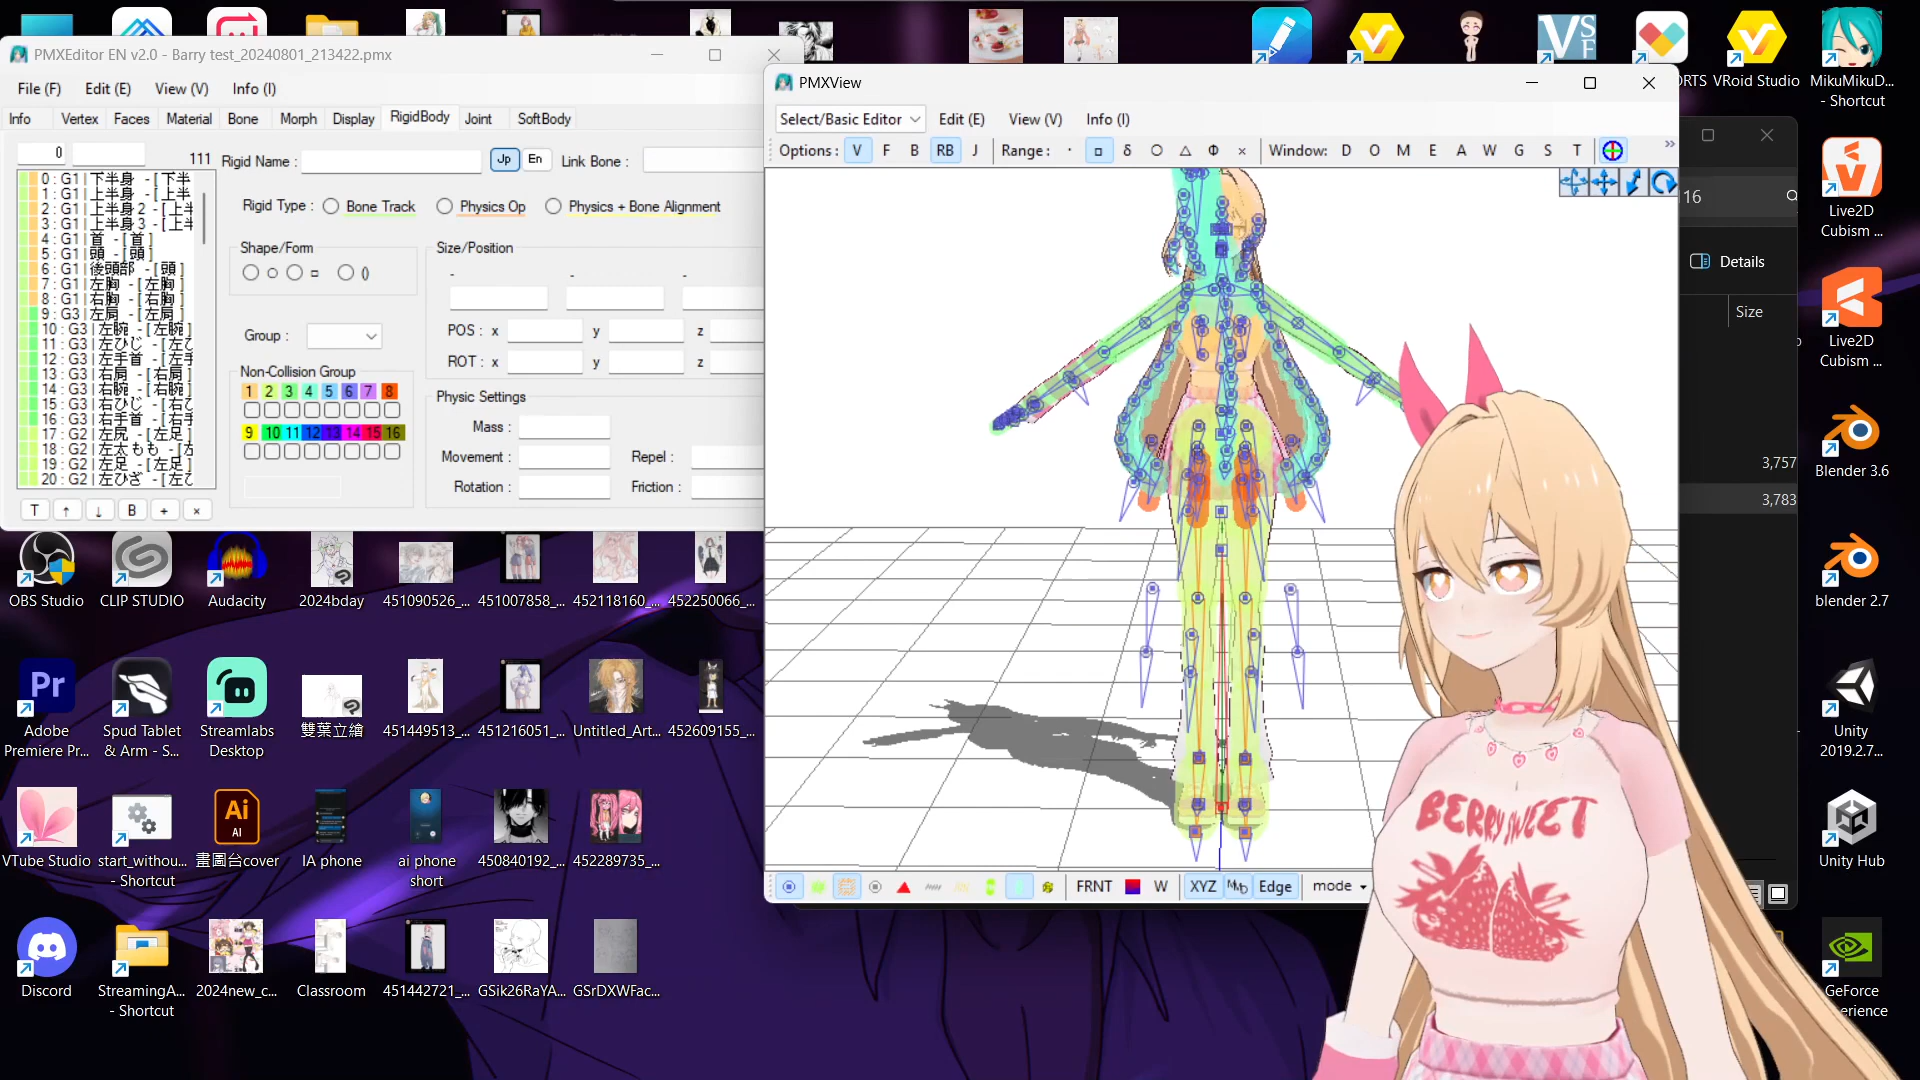 PMXEditor EN v2.0 - Barry test_20240801_213422.pmx
File (F) Edit (E) View (V) Info (I)
Info Vertex Faces Material Bone Morph Display RigidBody Joint SoftBody
0 111 Rigid Name : Jp En Link Bone :
0 : G1 | 下半身 - [ 下半
1 : G1 | 上半身 - [ 上半
2 : G1 | 上半身 2 - [ 上半
3 : G1 | 上半身 3 - [ 上半
4 : G1 | 首 - [ 首 ]
5 : G1 | 頭 - [ 頭 ]
6 : G1 | 後頭部 - [ 頭 ]
7 : G1 | 左胸 - [ 左胸 ]
8 : G1 | 右胸 - [ 右胸 ]
9 : G3 | 左肩 - [ 左肩 ]
10 : G3 | 左腕 - [ 左腕 ]
11 : G3 | 左ひじ - [ 左ひ
12 : G3 | 左手首 - [ 左手
13 : G3 | 右肩 - [ 右肩 ]
14 : G3 | 右腕 - [ 右腕 ]
15 : G3 | 右ひじ - [ 右ひ
16 : G3 | 右手首 - [ 右手
17 : G2 | 左尻 - [ 左足 ]
18 : G2 | 左太もも - [ 左
19 : G2 | 左足 - [ 左足 ]
20 : G2 | 左ひざ - [ 左ひ
T ↑ ↓ B + ×
Rigid Type : Bone Track Physics Op Physics + Bone Alignment
Shape/Form
Size/Position
- - -
Group :
POS : x y z
ROT : x y z
Non-Collision Group
1 2 3 4 5 6 7 8
9 10 11 12 13 14 15 16
Physic Settings
Mass :
Movement : Repel :
Rotation : Friction :
PMXView
Select/Basic Editor Edit (E) View (V) Info (I)
Options : V F B RB J Range : Window: D O M E A W G S T
FRNT W XYZ Edge mode
16
Details
Size
3,757
3,783
BERRY SWEET
RTS
VRoid Studio
MikuMikuD...
- Shortcut
Live2D
Cubism ...
Live2D
Cubism ...
Blender 3.6
blender 2.7
Unity
2019.2.7...
Unity Hub
GeForce
erience
OBS Studio
CLIP STUDIO
Audacity
2024bday
451090526_...
451007858_...
452118160_...
452250066_...
Pr
Adobe
Premiere Pr...
Spud Tablet
& Arm - S...
Streamlabs
Desktop
雙葉立繪
451449513_...
451216051_...
Untitled_Art...
452609155_...
VTube Studio
start_withou...
- Shortcut
Ai
AI
畫圖台cover
IA phone
ai phone
short
450840192_...
452289735_...
Discord
StreamingA...
- Shortcut
2024new_c...
Classroom
451442721_...
GSik26RaYA...
GSrDXWFac...